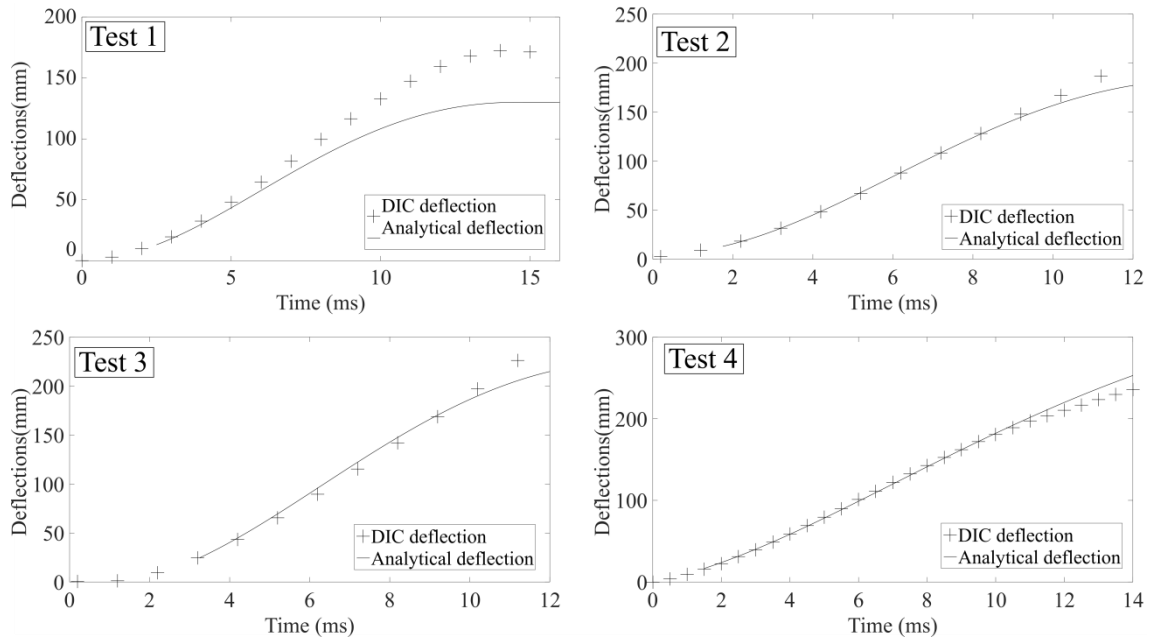 Test 1
Deflections(mm)
200
150
100
50
0
DIC deflection
Analytical deflection
0 5 10 15
Time (ms)
Test 2
Deflections(mm)
250
200
150
100
50
0
DIC deflection
Analytical deflection
0 2 4 6 8 10 12
Time (ms)
Test 3
Deflections(mm)
250
200
150
100
50
0
DIC deflection
Analytical deflection
0 2 4 6 8 10 12
Time (ms)
Test 4
Deflections(mm)
300
200
100
0
DIC deflection
Analytical deflection
0 2 4 6 8 10 12 14
Time (ms)